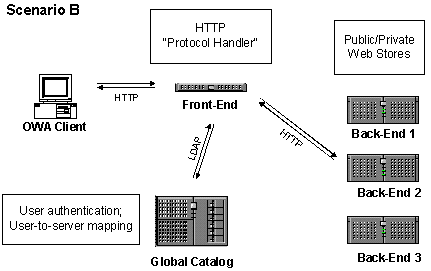 Scenario B
HTTP
"Protocol Handler"
Public/Private
Web Stores
HTTP
OWA Client
Front-End
LDAP
HTTP
Back-End 1
Back-End 2
Back-End 3
User authentication;
User-to-server mapping
Global Catalog